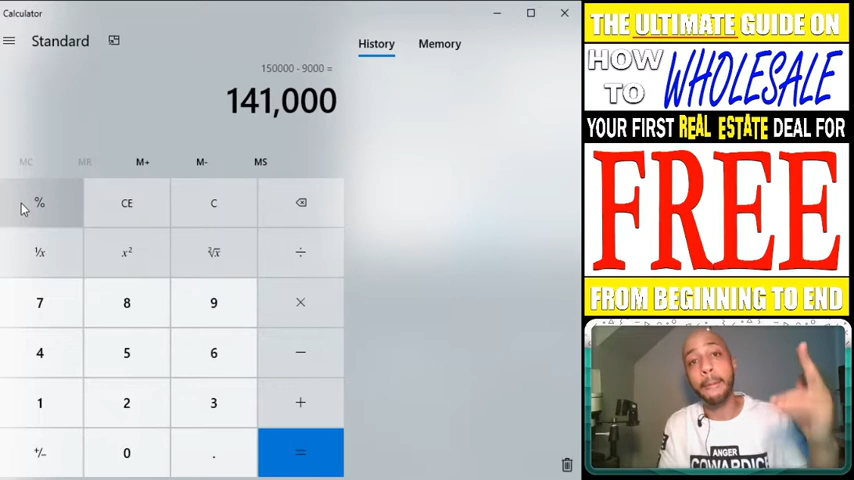 Calculator
Standard
History
Memory
150000 - 9000 =
141,000
MC MR M+ M- MS
% CE C
¹/x x² ²√x ÷
7 8 9 ×
4 5 6 −
1 2 3 +
+/− 0 . =
THE ULTIMATE GUIDE ON
HOW TO WHOLESALE
YOUR FIRST REAL ESTATE DEAL FOR
FREE
FROM BEGINNING TO END
ANGER
COWARDICE